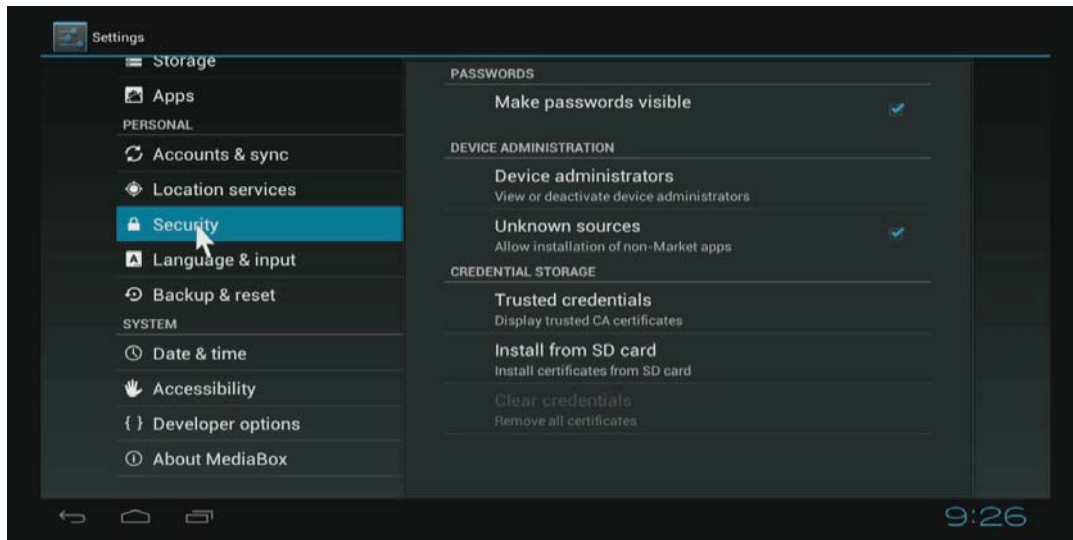 Settings
Storage
Apps
PERSONAL
Accounts & sync
Location services
Security
Language & input
Backup & reset
SYSTEM
Date & time
Accessibility
{ } Developer options
About MediaBox
PASSWORDS
Make passwords visible
DEVICE ADMINISTRATION
Device administrators
View or deactivate device administrators
Unknown sources
Allow installation of non-Market apps
CREDENTIAL STORAGE
Trusted credentials
Display trusted CA certificates
Install from SD card
Install certificates from SD card
Clear credentials
Remove all certificates
9:26